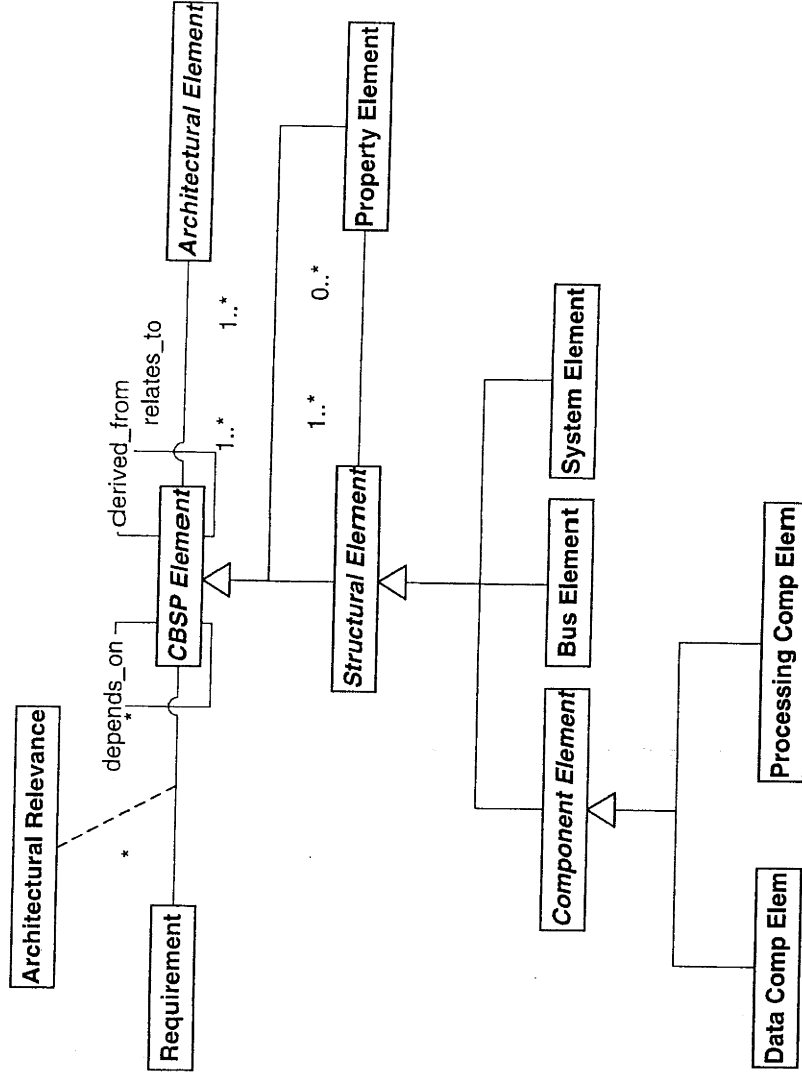 Architectural Relevance
Requirement
*
*
depends_on
CBSP Element
derived_from
relates_to
1..*
1..*
Architectural Element
Structural Element
1..*
0..*
Property Element
Component Element
Bus Element
System Element
Data Comp Elem
Processing Comp Elem